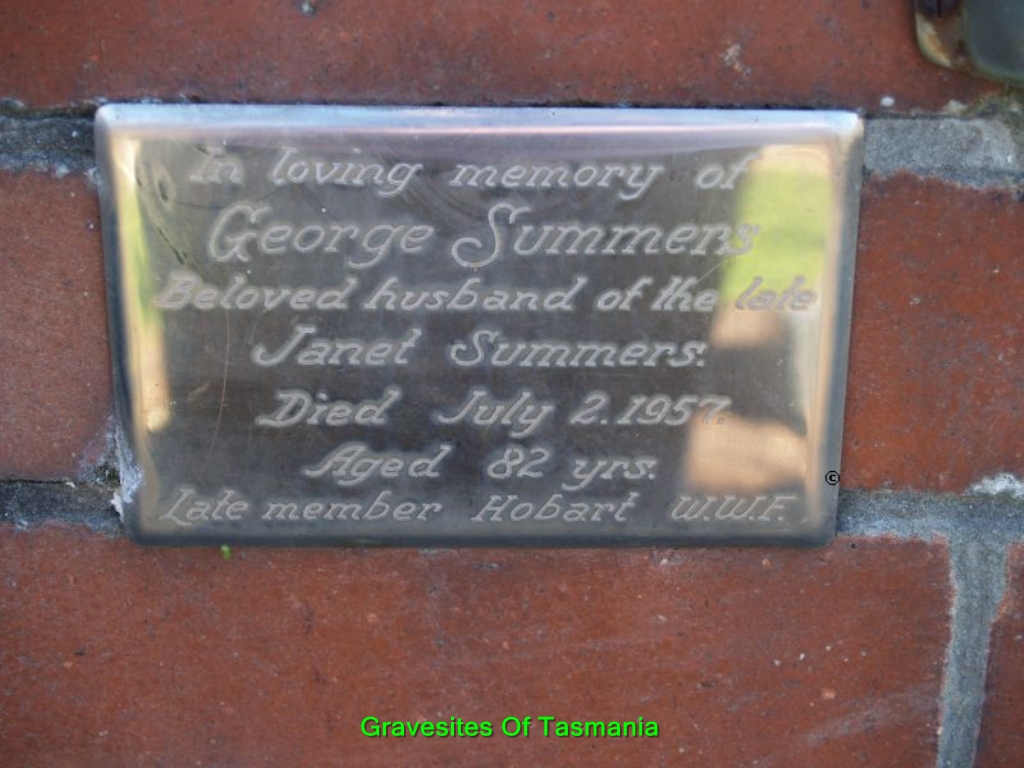 In loving memory of
George Summers
Beloved husband of the late
Janet Summers.
Died July 2. 1957.
Aged 82 yrs.
Late member Hobart W.W.F.
©
Gravesites Of Tasmania